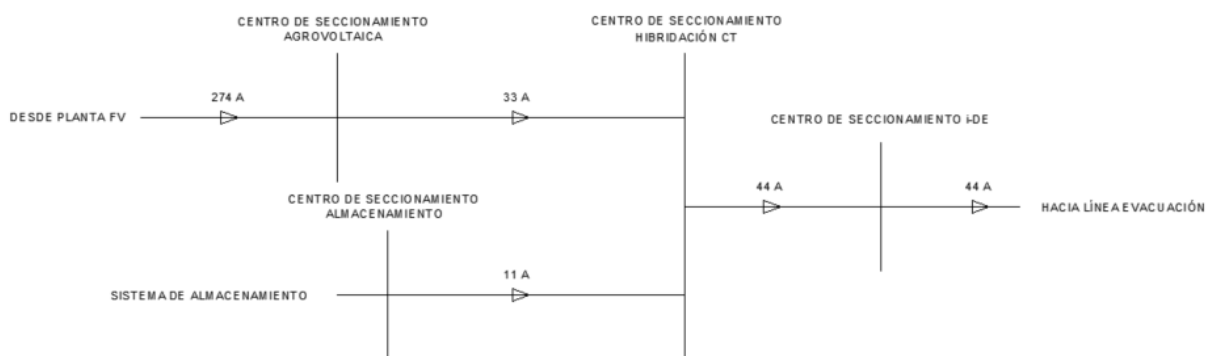 CENTRO DE SECCIONAMIENTO
AGROVOLTAICA
CENTRO DE SECCIONAMIENTO
HIBRIDACIÓN CT
274 A
33 A
DESDE PLANTA FV
CENTRO DE SECCIONAMIENTO i-DE
CENTRO DE SECCIONAMIENTO
ALMACENAMIENTO
44 A
44 A
HACIA LÍNEA EVACUACIÓN
11 A
SISTEMA DE ALMACENAMIENTO